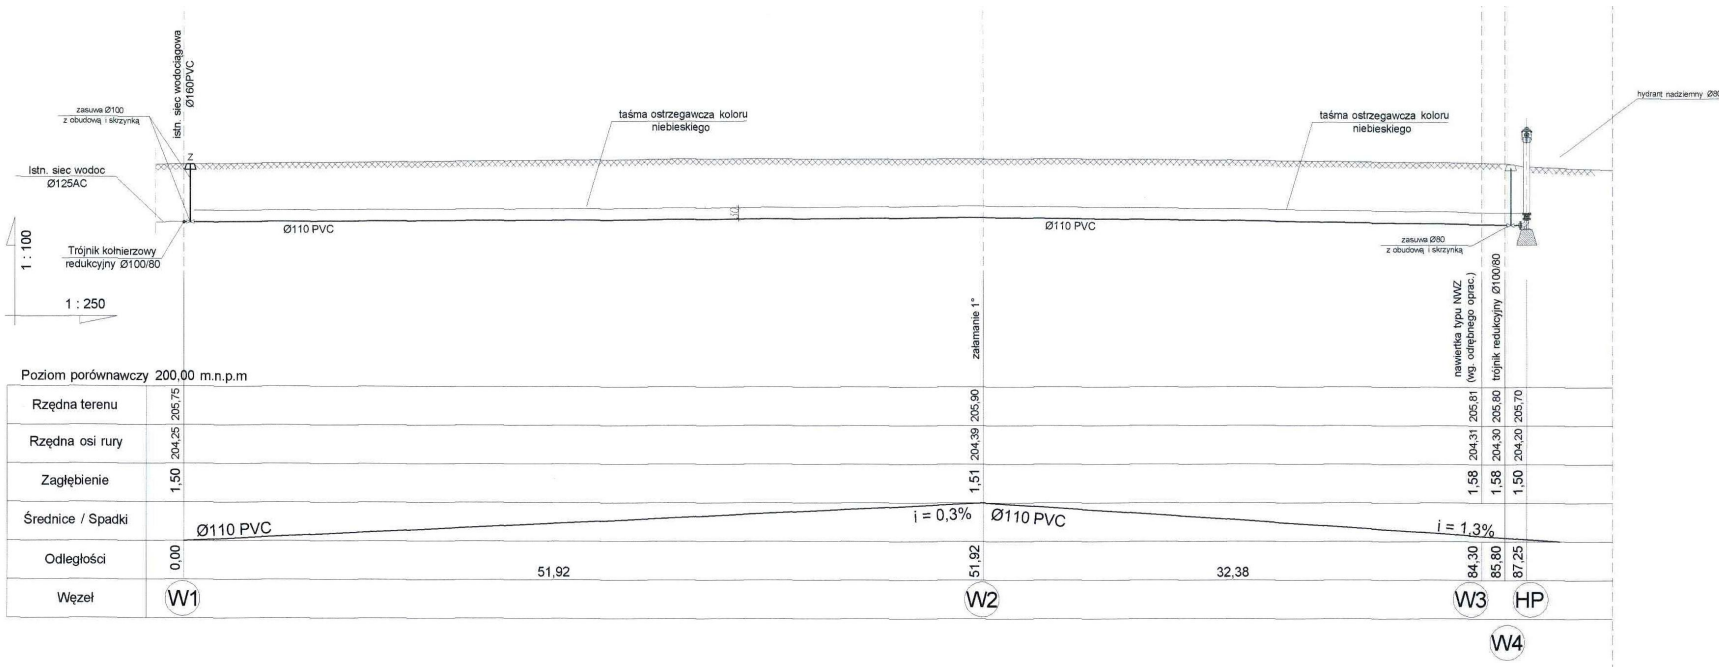 istn. siec wodociągowa
Ø160PVC
zasuwa Ø100
z obudową i skrzynką
Z
taśma ostrzegawcza koloru
niebieskiego
taśma ostrzegawcza koloru
niebieskiego
hydrant nadziemny Ø80
Istn. siec wodoc
Ø125AC
Ø110 PVC
Ø110 PVC
Trójnik kołnierzowy
redukcyjny Ø100/80
zasuwa Ø80
z obudową i skrzynką
1 : 100
1 : 250
załamanie 1°
nawiertka typu NWZ
(wg. odrębnego oprac.)
trójnik redukcyjny Ø100/80
Poziom porównawczy 200,00 m.n.p.m
Rzędna terenu 205,75 205,90 205,81 205,80 205,70
Rzędna osi rury 204,25 204,39 204,31 204,30 204,20
Zagłębienie 1,50 1,51 1,58 1,58 1,50
Średnice / Spadki Ø110 PVC i = 0,3% Ø110 PVC i = 1,3%
Odległości 0,00 51,92 51,92 32,38 84,30 85,80 87,25
Węzeł W1 W2 W3 HP
W4